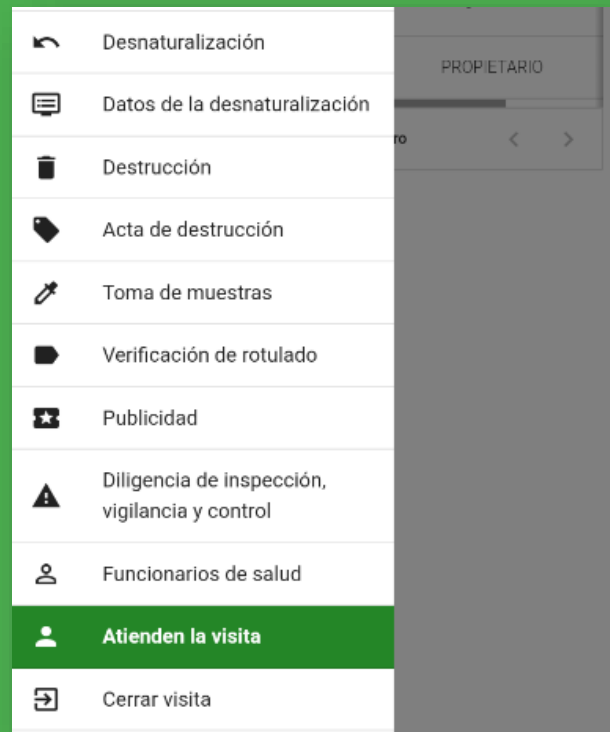 Desnaturalización
PROPIETARIO
Datos de la desnaturalización
ro
Destrucción
Acta de destrucción
Toma de muestras
Verificación de rotulado
Publicidad
Diligencia de inspección,
vigilancia y control
Funcionarios de salud
Atienden la visita
Cerrar visita